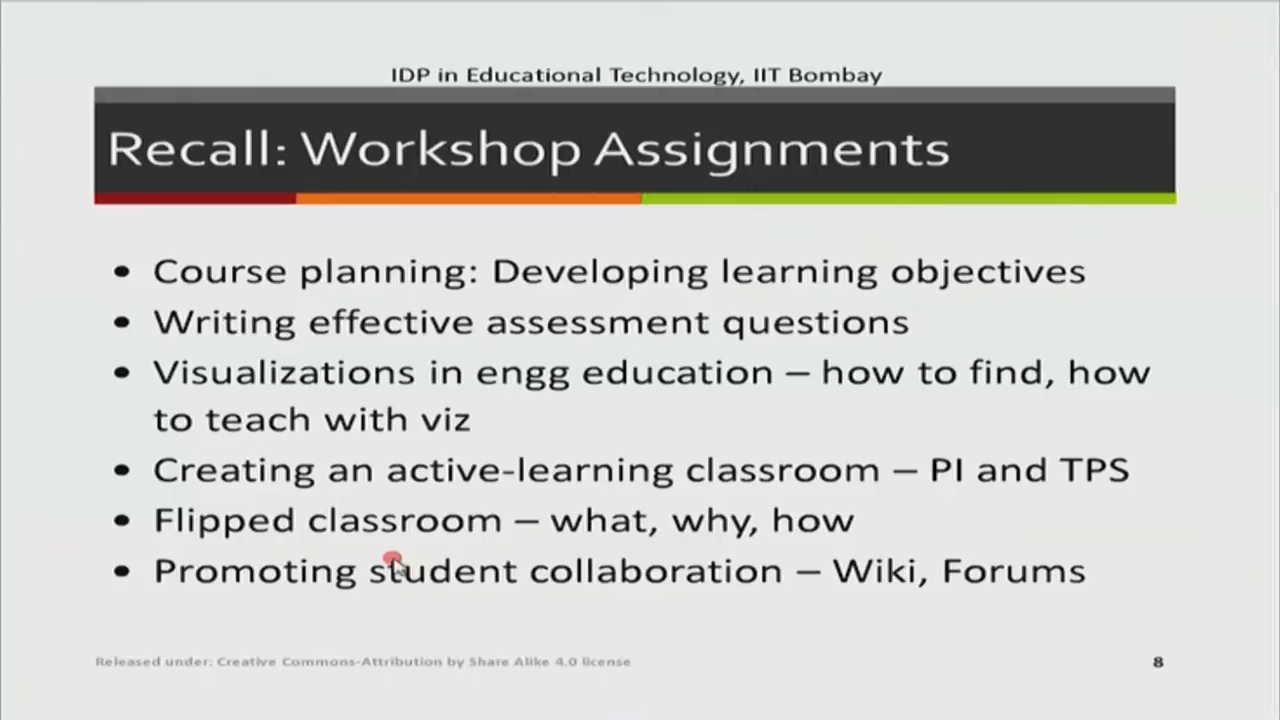 IDP in Educational Technology, IIT Bombay
Recall: Workshop Assignments
• Course planning: Developing learning objectives
• Writing effective assessment questions
• Visualizations in engg education – how to find, how
to teach with viz
• Creating an active-learning classroom – PI and TPS
• Flipped classroom – what, why, how
• Promoting student collaboration – Wiki, Forums
Released under: Creative Commons-Attribution by Share Alike 4.0 license
8